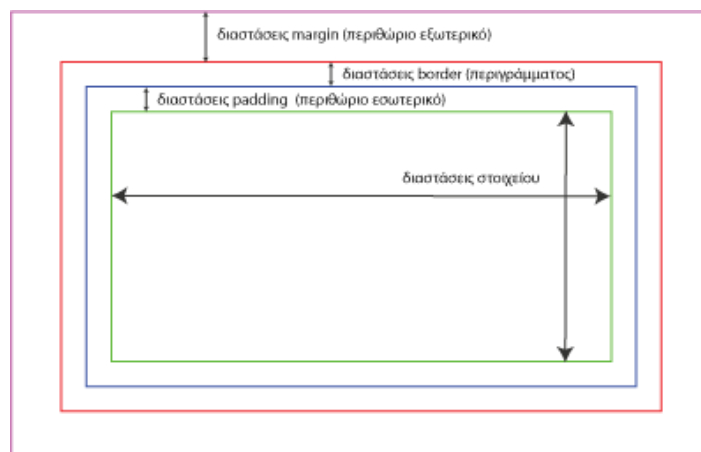 διαστάσεις margin (περιθώριο εξωτερικό)
διαστάσεις border (περιγράμματος)
διαστάσεις padding (περιθώριο εσωτερικό)
διαστάσεις στοιχείου